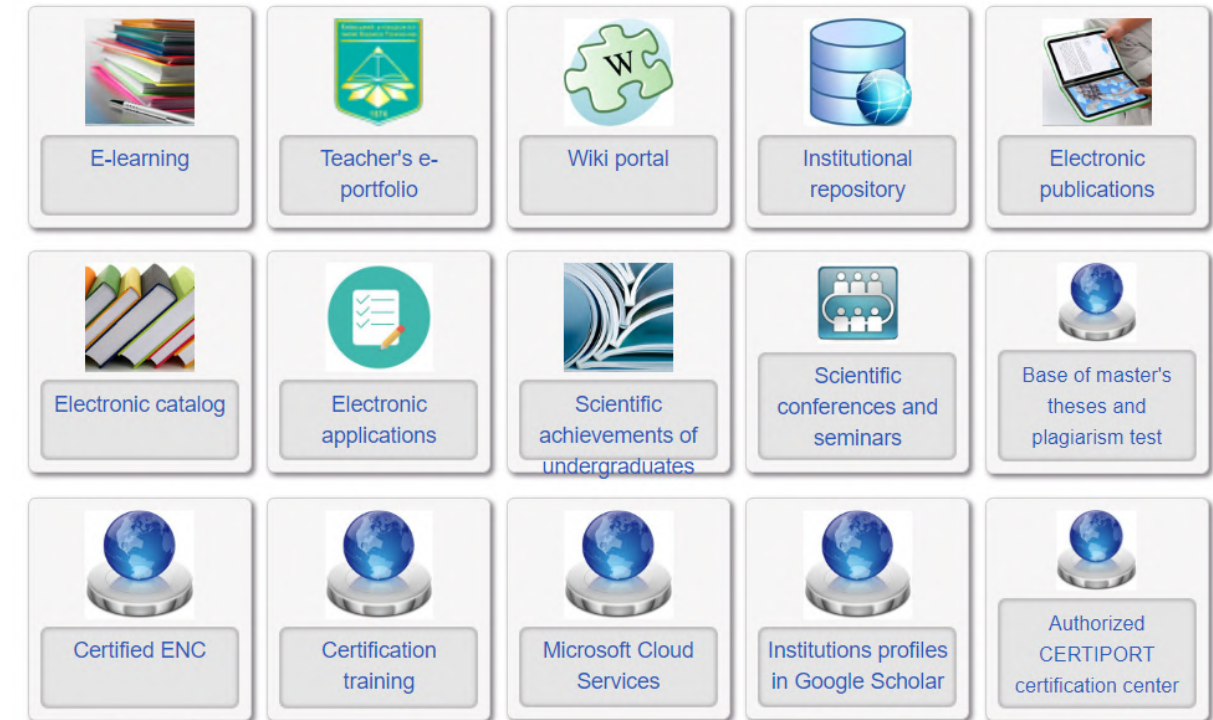 E-learning
Teacher's e-
portfolio
W
Wiki portal
Institutional
repository
Electronic
publications
1874
Electronic catalog
Electronic
applications
Scientific
achievements of
undergraduates
Scientific
conferences and
seminars
Base of master's
theses and
plagiarism test
Certified ENC
Certification
training
Microsoft Cloud
Services
Institutions profiles
in Google Scholar
Authorized
CERTIPORT
certification center